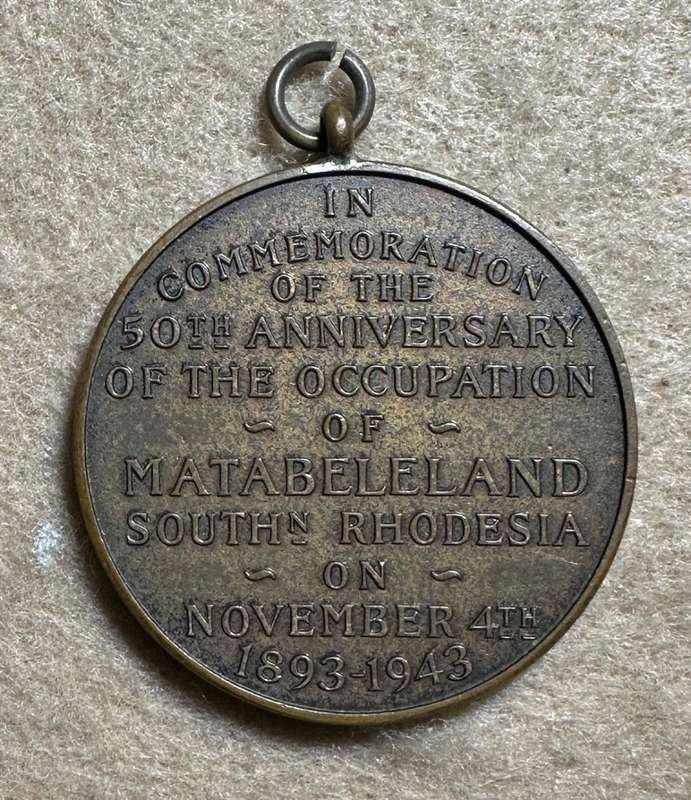 IN
COMMEMORATION
OF THE
50TH ANNIVERSARY
OF THE OCCUPATION
~ OF ~
MATABELELAND
SOUTHN RHODESIA
~ ON ~
NOVEMBER 4TH
1893-1943